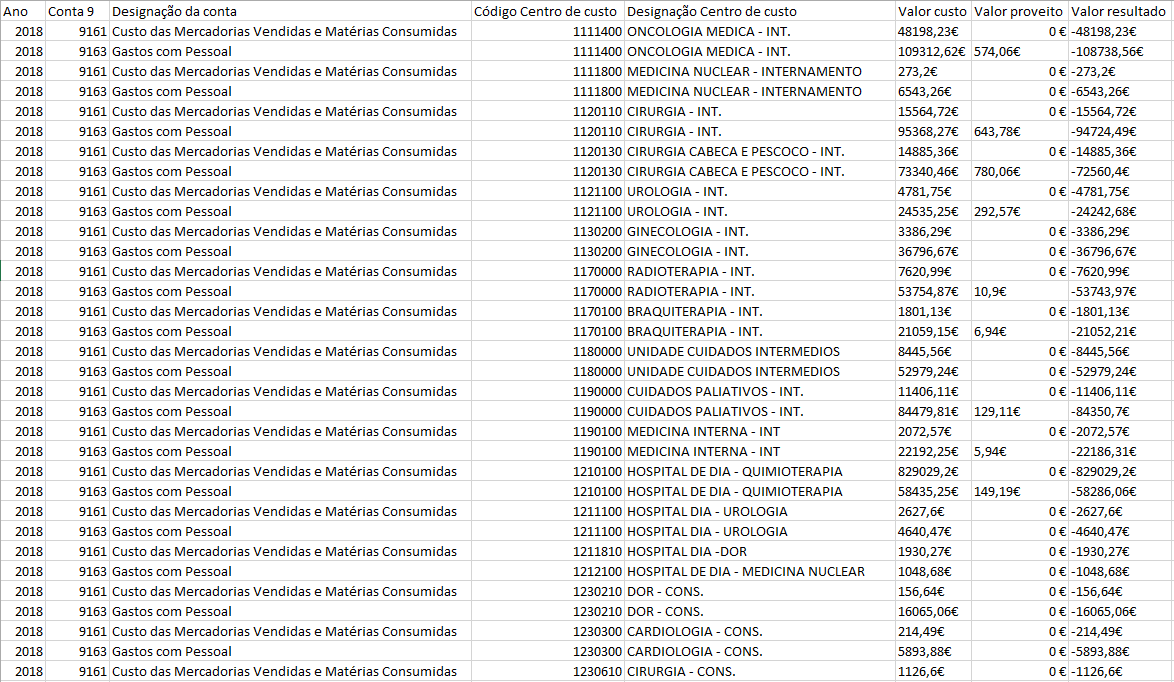 Ano Conta 9 Designação da conta Código Centro de custo Designação Centro de custo Valor custo Valor proveito Valor resultado
2018 9161 Custo das Mercadorias Vendidas e Matérias Consumidas 1111400 ONCOLOGIA MEDICA - INT. 48198,23€ 0 € -48198,23€
2018 9163 Gastos com Pessoal 1111400 ONCOLOGIA MEDICA - INT. 109312,62€ 574,06€ -108738,56€
2018 9161 Custo das Mercadorias Vendidas e Matérias Consumidas 1111800 MEDICINA NUCLEAR - INTERNAMENTO 273,2€ 0 € -273,2€
2018 9163 Gastos com Pessoal 1111800 MEDICINA NUCLEAR - INTERNAMENTO 6543,26€ 0 € -6543,26€
2018 9161 Custo das Mercadorias Vendidas e Matérias Consumidas 1120110 CIRURGIA - INT. 15564,72€ 0 € -15564,72€
2018 9163 Gastos com Pessoal 1120110 CIRURGIA - INT. 95368,27€ 643,78€ -94724,49€
2018 9161 Custo das Mercadorias Vendidas e Matérias Consumidas 1120130 CIRURGIA CABECA E PESCOCO - INT. 14885,36€ 0 € -14885,36€
2018 9163 Gastos com Pessoal 1120130 CIRURGIA CABECA E PESCOCO - INT. 73340,46€ 780,06€ -72560,4€
2018 9161 Custo das Mercadorias Vendidas e Matérias Consumidas 1121100 UROLOGIA - INT. 4781,75€ 0 € -4781,75€
2018 9163 Gastos com Pessoal 1121100 UROLOGIA - INT. 24535,25€ 292,57€ -24242,68€
2018 9161 Custo das Mercadorias Vendidas e Matérias Consumidas 1130200 GINECOLOGIA - INT. 3386,29€ 0 € -3386,29€
2018 9163 Gastos com Pessoal 1130200 GINECOLOGIA - INT. 36796,67€ 0 € -36796,67€
2018 9161 Custo das Mercadorias Vendidas e Matérias Consumidas 1170000 RADIOTERAPIA - INT. 7620,99€ 0 € -7620,99€
2018 9163 Gastos com Pessoal 1170000 RADIOTERAPIA - INT. 53754,87€ 10,9€ -53743,97€
2018 9161 Custo das Mercadorias Vendidas e Matérias Consumidas 1170100 BRAQUITERAPIA - INT. 1801,13€ 0 € -1801,13€
2018 9163 Gastos com Pessoal 1170100 BRAQUITERAPIA - INT. 21059,15€ 6,94€ -21052,21€
2018 9161 Custo das Mercadorias Vendidas e Matérias Consumidas 1180000 UNIDADE CUIDADOS INTERMEDIOS 8445,56€ 0 € -8445,56€
2018 9163 Gastos com Pessoal 1180000 UNIDADE CUIDADOS INTERMEDIOS 52979,24€ 0 € -52979,24€
2018 9161 Custo das Mercadorias Vendidas e Matérias Consumidas 1190000 CUIDADOS PALIATIVOS - INT. 11406,11€ 0 € -11406,11€
2018 9163 Gastos com Pessoal 1190000 CUIDADOS PALIATIVOS - INT. 84479,81€ 129,11€ -84350,7€
2018 9161 Custo das Mercadorias Vendidas e Matérias Consumidas 1190100 MEDICINA INTERNA - INT 2072,57€ 0 € -2072,57€
2018 9163 Gastos com Pessoal 1190100 MEDICINA INTERNA - INT 22192,25€ 5,94€ -22186,31€
2018 9161 Custo das Mercadorias Vendidas e Matérias Consumidas 1210100 HOSPITAL DE DIA - QUIMIOTERAPIA 829029,2€ 0 € -829029,2€
2018 9163 Gastos com Pessoal 1210100 HOSPITAL DE DIA - QUIMIOTERAPIA 58435,25€ 149,19€ -58286,06€
2018 9161 Custo das Mercadorias Vendidas e Matérias Consumidas 1211100 HOSPITAL DIA - UROLOGIA 2627,6€ 0 € -2627,6€
2018 9163 Gastos com Pessoal 1211100 HOSPITAL DIA - UROLOGIA 4640,47€ 0 € -4640,47€
2018 9161 Custo das Mercadorias Vendidas e Matérias Consumidas 1211810 HOSPITAL DIA -DOR 1930,27€ 0 € -1930,27€
2018 9163 Gastos com Pessoal 1212100 HOSPITAL DE DIA - MEDICINA NUCLEAR 1048,68€ 0 € -1048,68€
2018 9161 Custo das Mercadorias Vendidas e Matérias Consumidas 1230210 DOR - CONS. 156,64€ 0 € -156,64€
2018 9163 Gastos com Pessoal 1230210 DOR - CONS. 16065,06€ 0 € -16065,06€
2018 9161 Custo das Mercadorias Vendidas e Matérias Consumidas 1230300 CARDIOLOGIA - CONS. 214,49€ 0 € -214,49€
2018 9163 Gastos com Pessoal 1230300 CARDIOLOGIA - CONS. 5893,88€ 0 € -5893,88€
2018 9161 Custo das Mercadorias Vendidas e Matérias Consumidas 1230610 CIRURGIA - CONS. 1126,6€ 0 € -1126,6€